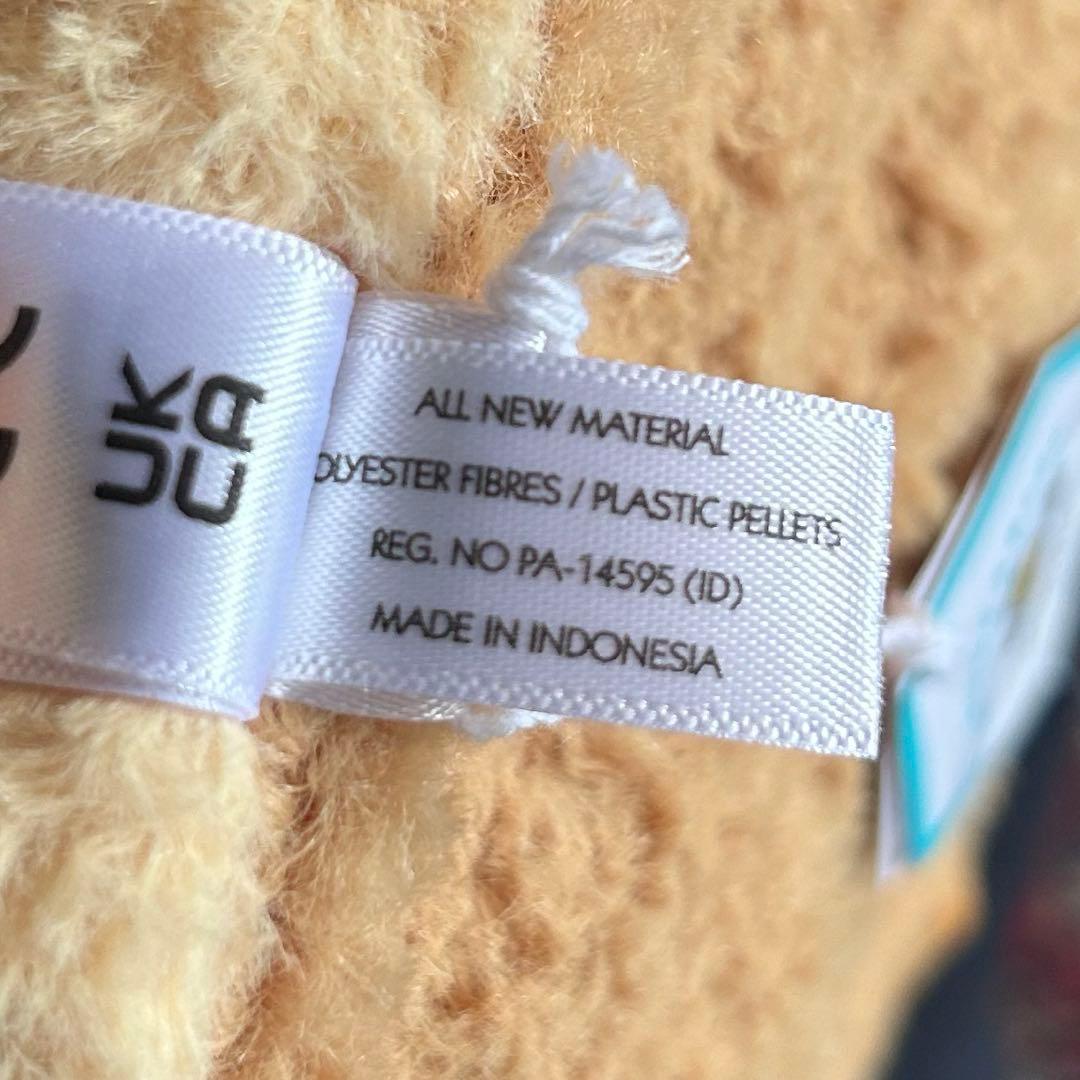 UK
CA
ALL NEW MATERIAL
OLYESTER FIBRES / PLASTIC PELLETS
REG. NO PA-14595 (ID)
MADE IN INDONESIA